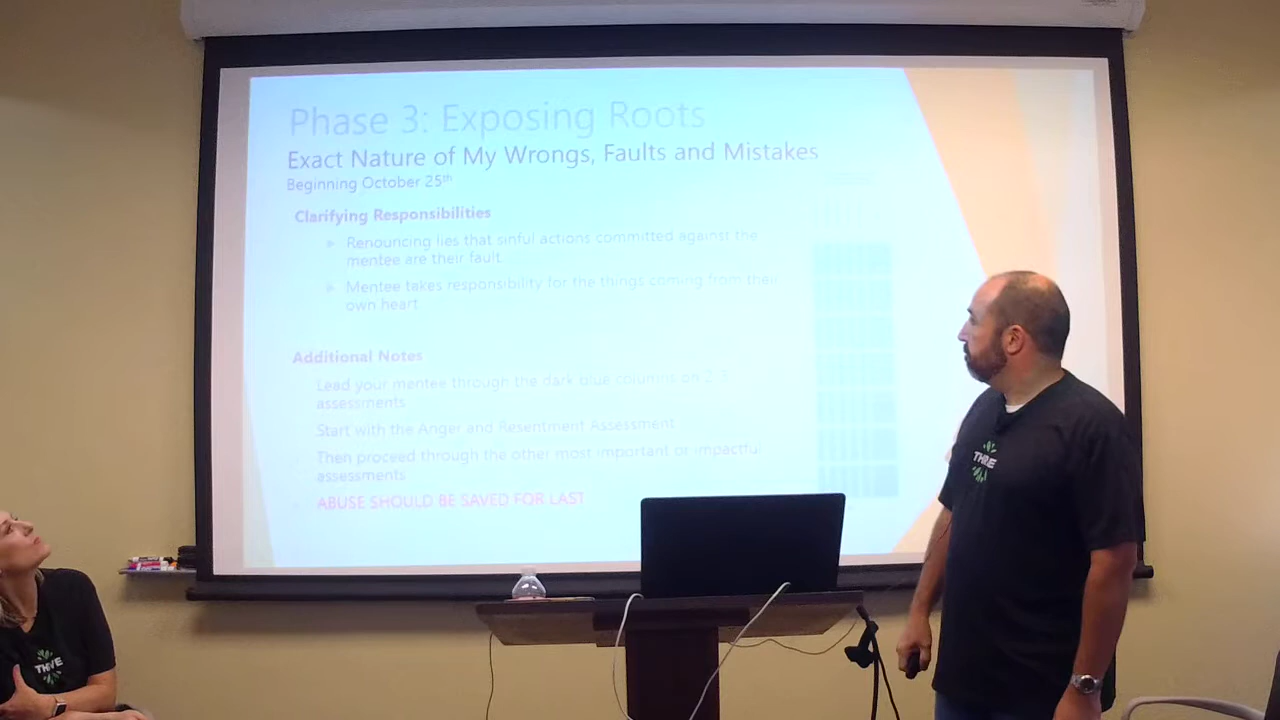 Phase 3: Exposing Roots
Exact Nature of My Wrongs, Faults and Mistakes
Beginning October 25th
Clarifying Responsibilities
Renouncing lies that sinful actions committed against the
mentee are their fault
Mentee takes responsibility for the things coming from their
own heart
Additional Notes
Lead your mentee through the dark blue columns on 2-3
assessments
Start with the Anger and Resentment Assessment
Then proceed through the other most important or impactful
assessments
ABUSE SHOULD BE SAVED FOR LAST
THRIVE
THRIVE